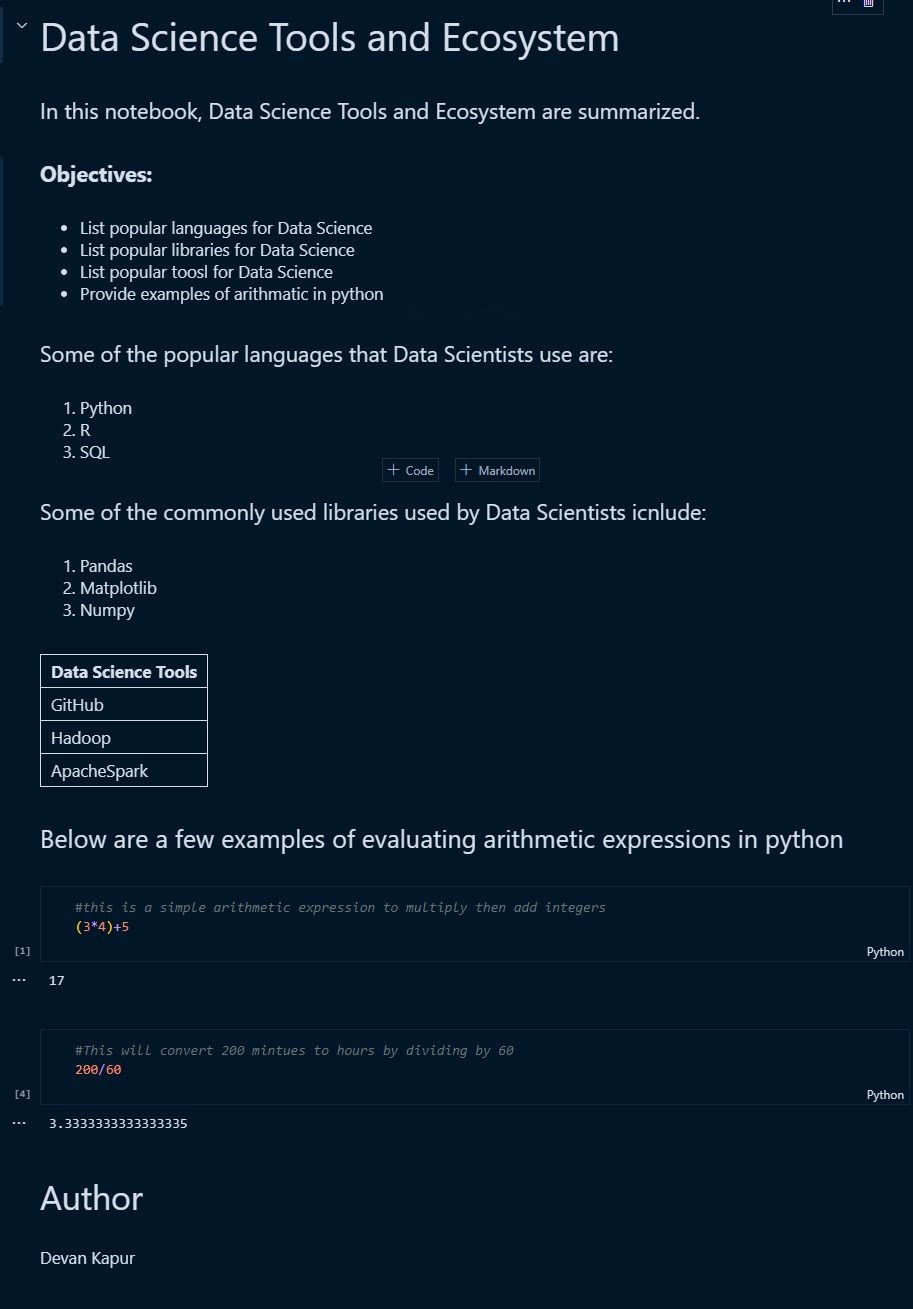 Data Science Tools and Ecosystem
In this notebook, Data Science Tools and Ecosystem are summarized.
Objectives:
• List popular languages for Data Science
• List popular libraries for Data Science
• List popular toosl for Data Science
• Provide examples of arithmatic in python
Some of the popular languages that Data Scientists use are:
1. Python
2. R
3. SQL
+ Code + Markdown
Some of the commonly used libraries used by Data Scientists icnlude:
1. Pandas
2. Matplotlib
3. Numpy
Data Science Tools
GitHub
Hadoop
ApacheSpark
Below are a few examples of evaluating arithmetic expressions in python
#this is a simple arithmetic expression to multiply then add integers
(3*4)+5
[1] Python
... 17
#This will convert 200 mintues to hours by dividing by 60
200/60
[4] Python
... 3.3333333333333335
Author
Devan Kapur